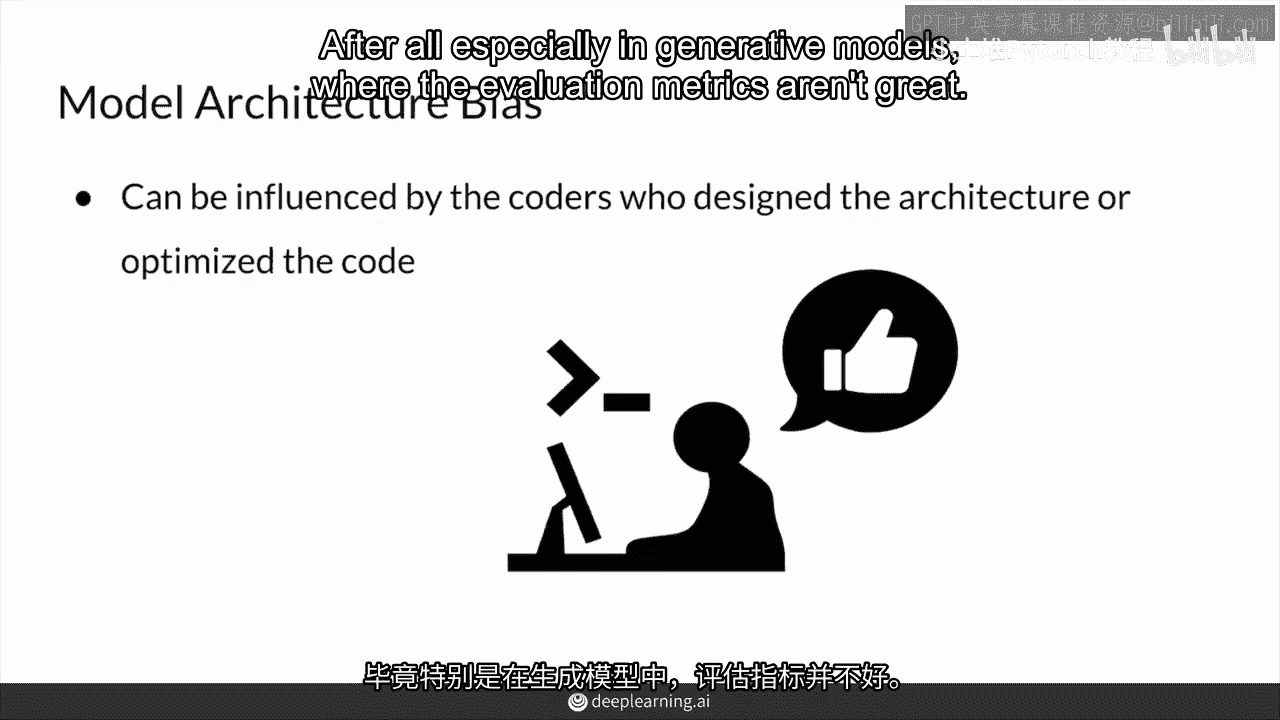 GPT中英字幕课程资源@bilibili.com
After all especially in generative models,
where the evaluation metrics aren't great.
Model Architecture Bias
● Can be influenced by the coders who designed the architecture or
optimized the code
毕竟特别是在生成模型中，评估指标并不好。
deeplearning.ai